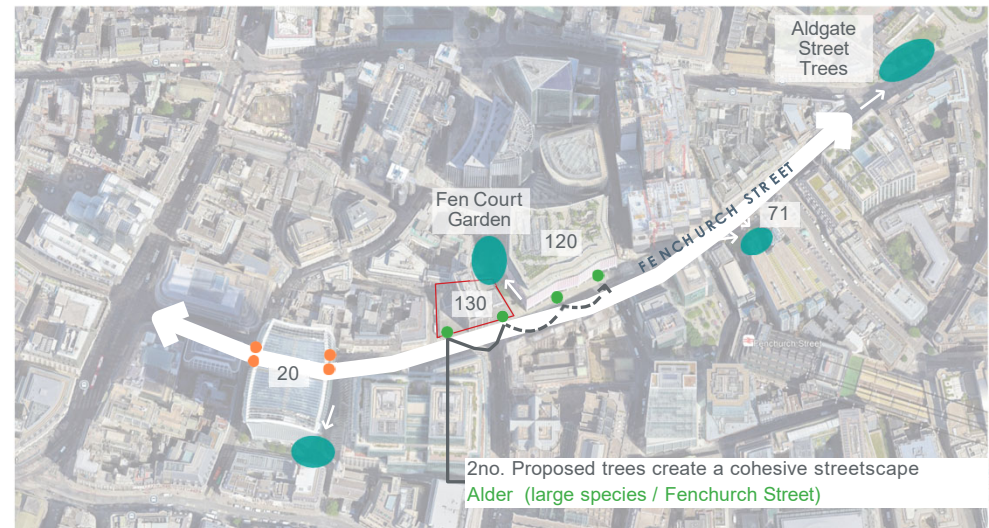 Aldgate
Street
Trees
Fen Court
Garden
71
FENCHURCH STREET
120
130
Fenchurch Street
20
2no. Proposed trees create a cohesive streetscape
Alder (large species / Fenchurch Street)